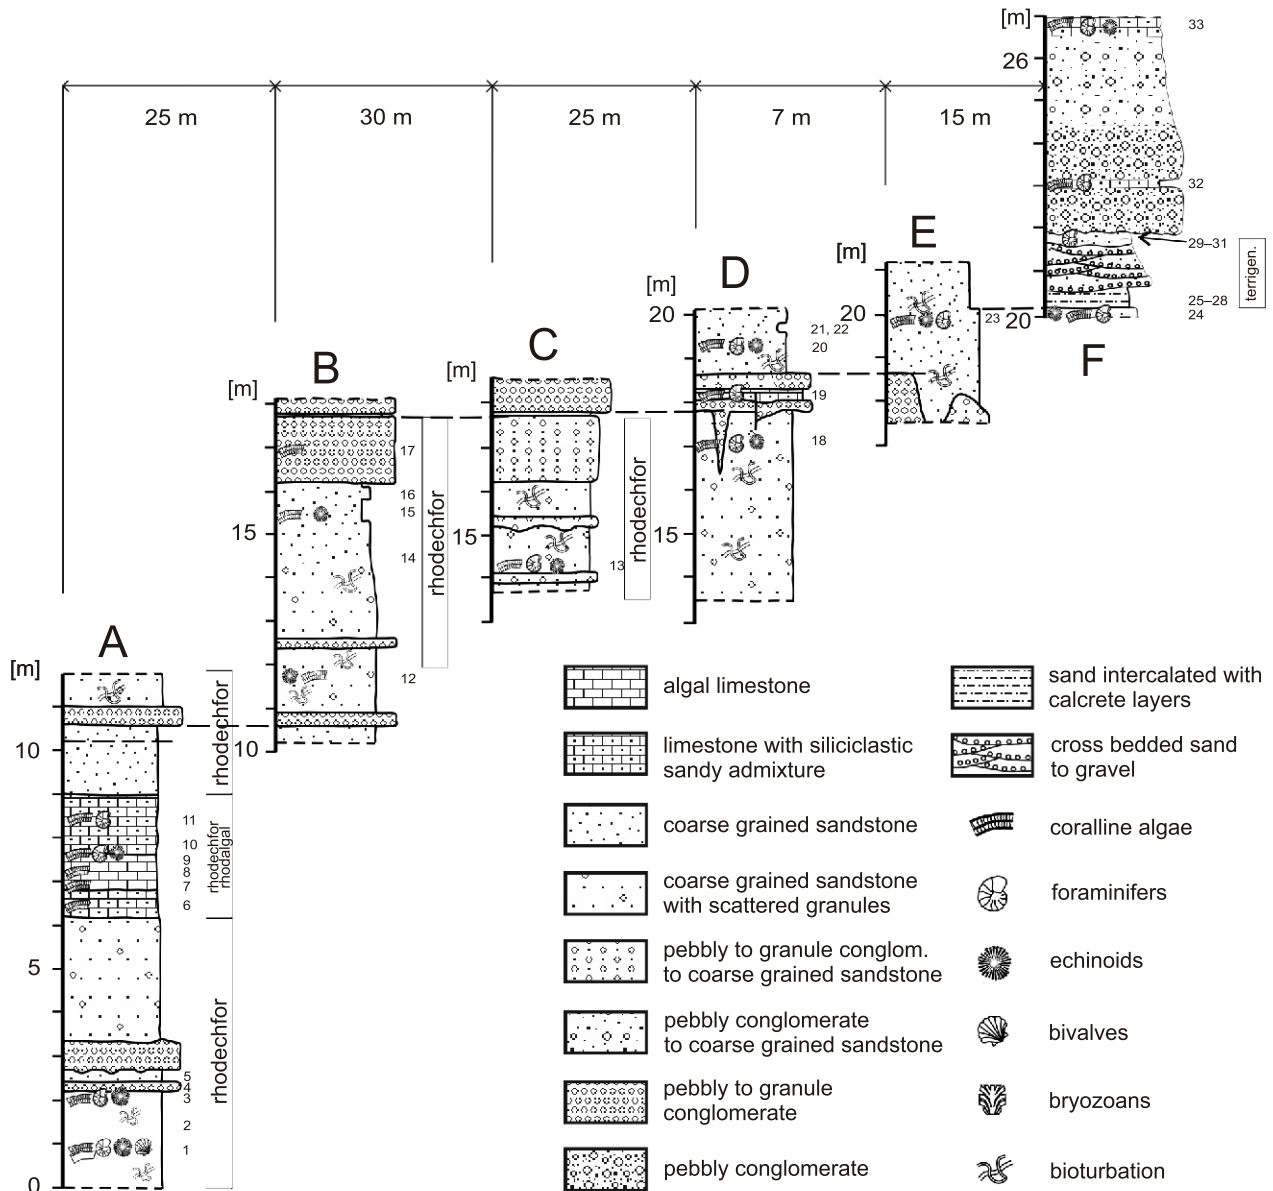 [m]
33
26
25 m
30 m
25 m
7 m
15 m
32
29–31
terrigen.
25–28
24
20
F
E
[m]
20
23
D
[m]
20
21, 22
20
19
18
15
C
[m]
15
13
rhodechfor
B
[m]
17
16
15
15
14
12
10
rhodechfor
A
[m]
10
5
0
11
10
9
8
7
6
5
4
3
2
1
rhodechfor
rhodechfor
rhodalgal
rhodechfor
algal limestone
limestone with siliciclastic
sandy admixture
coarse grained sandstone
coarse grained sandstone
with scattered granules
pebbly to granule conglom.
to coarse grained sandstone
pebbly conglomerate
to coarse grained sandstone
pebbly to granule
conglomerate
pebbly conglomerate
sand intercalated with
calcrete layers
cross bedded sand
to gravel
coralline algae
foraminifers
echinoids
bivalves
bryozoans
bioturbation